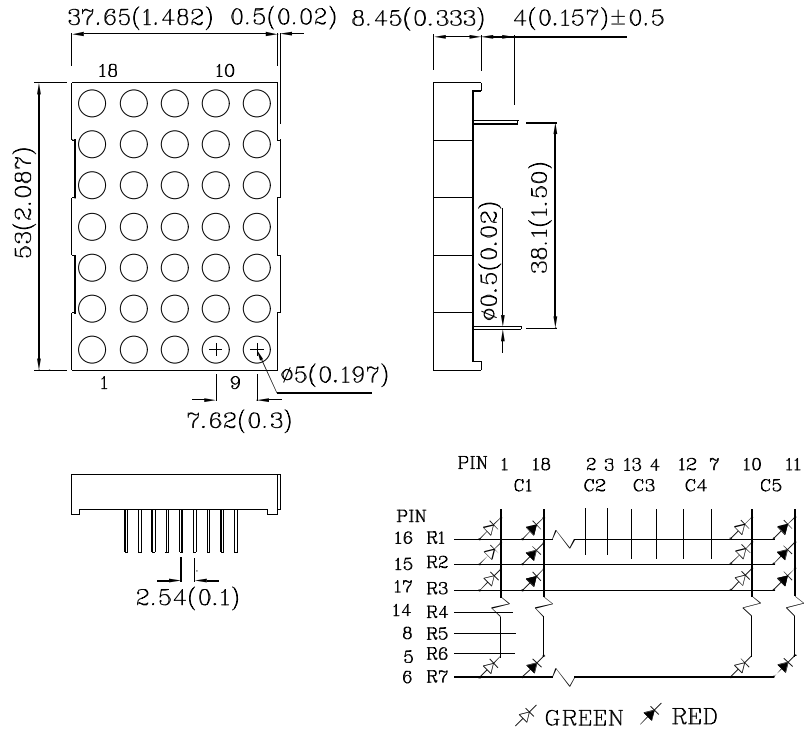 37.65(1.482) 0.5(0.02) 8.45(0.333) 4(0.157)±0.5
18 10
53(2.087)
38.1(1.50)
ø0.5(0.02)
1 9 ø5(0.197)
7.62(0.3)
2.54(0.1)
PIN 1 18 2 3 13 4 12 7 10 11
C1 C2 C3 C4 C5
PIN
16 R1
15 R2
17 R3
14 R4
8 R5
5 R6
6 R7
GREEN RED